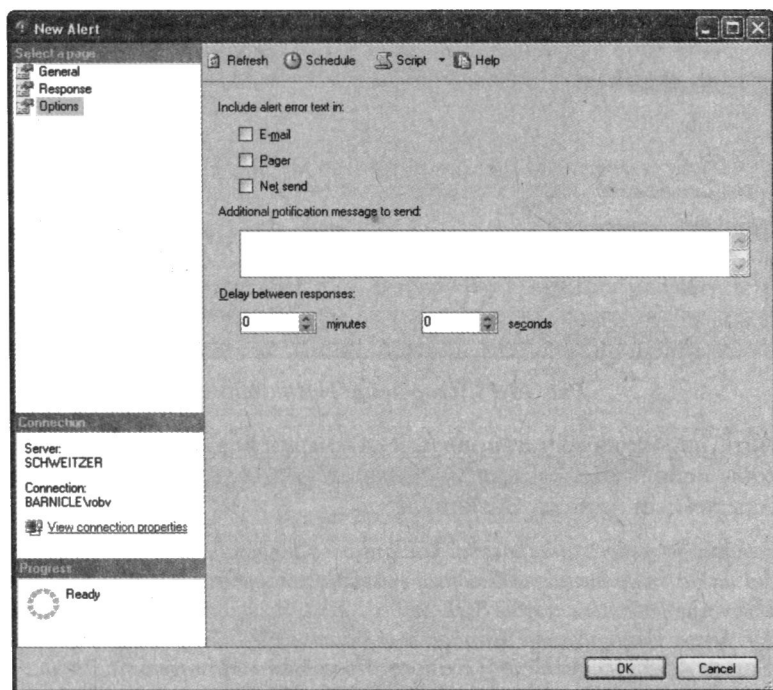 New Alert
Select a page
General
Response
Options
Refresh Schedule Script Help
Include alert error text in:
E-mail
Pager
Net send
Additional notification message to send:
Delay between responses:
0 minutes 0 seconds
Connection
Server:
SCHWEITZER
Connection:
BARNICLE\robv
View connection properties
Progress
Ready
OK Cancel